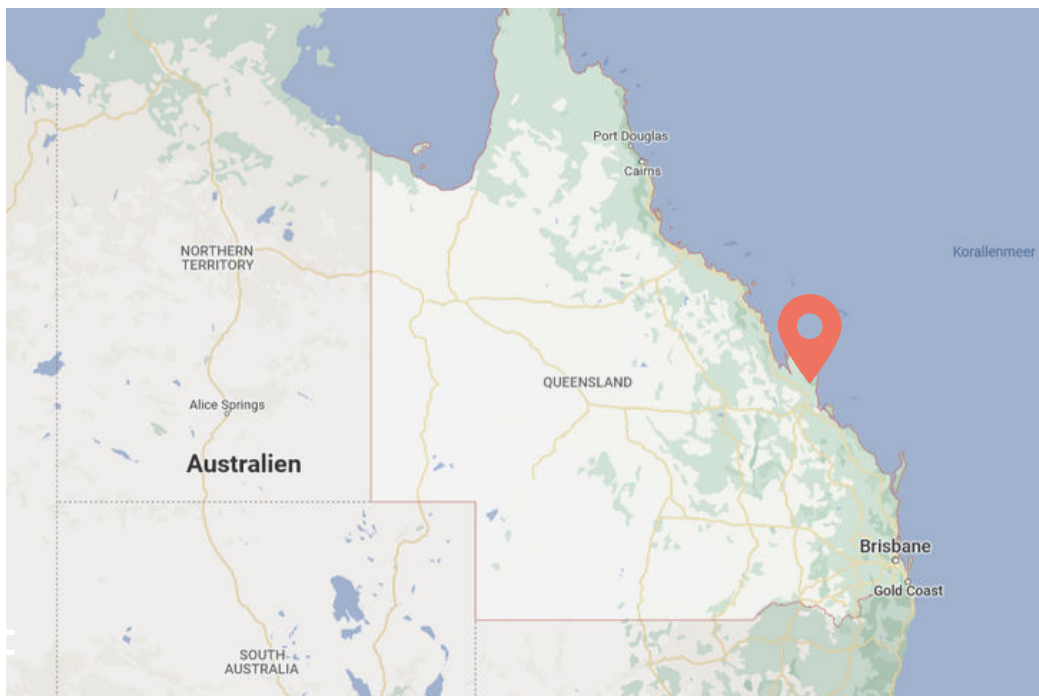 Port Douglas
Cairns
NORTHERN
TERRITORY
Korallenmeer
QUEENSLAND
Alice Springs
Australien
Brisbane
Gold Coast
t
SOUTH
AUSTRALIA